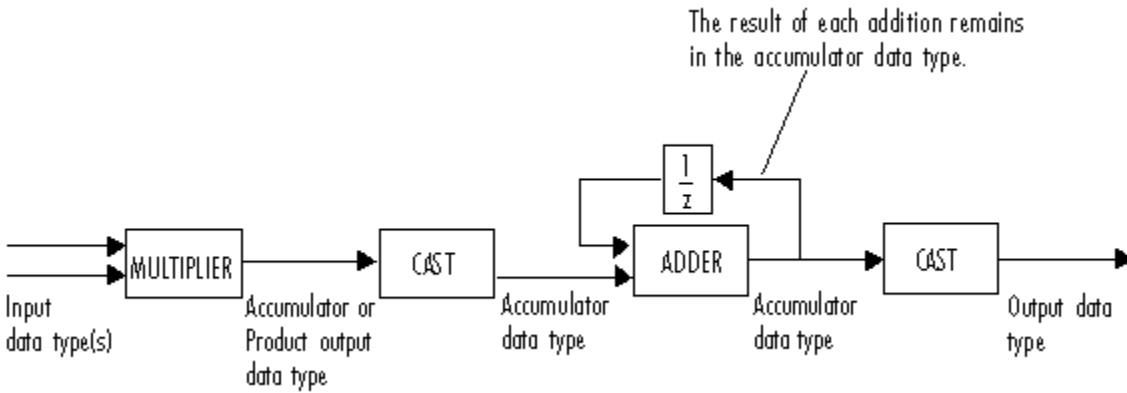 The result of each addition remains
in the accumulator data type.
1
z
MULTIPLIER
CAST
ADDER
CAST
Input
data type(s)
Accumulator or
Product output
data type
Accumulator
data type
Accumulator
data type
Output data
type